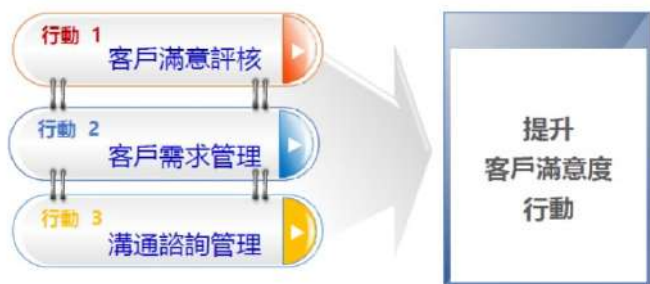 行動 1
客戶滿意評核
行動 2
客戶需求管理
行動 3
溝通諮詢管理
提升
客戶滿意度
行動